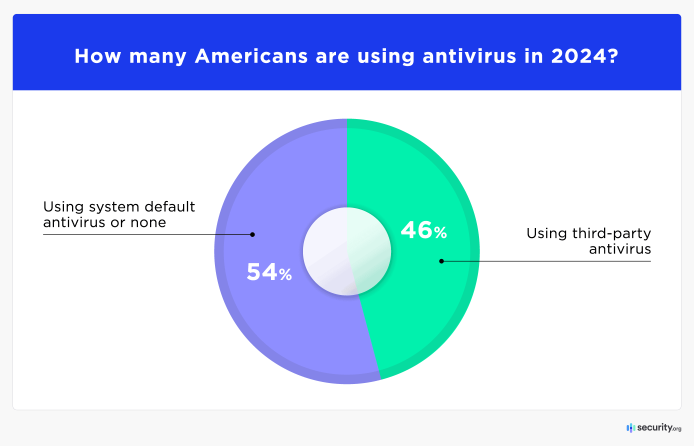 How many Americans are using antivirus in 2024?
Using system default
antivirus or none
46%
Using third-party
antivirus
54%
security.org